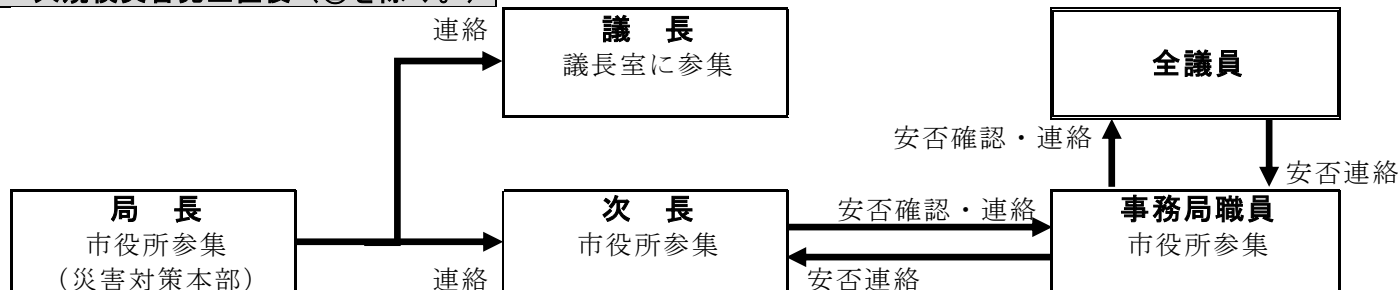 連絡
議　長
議長室に参集
全議員
安否確認・連絡
安否連絡
局　長
市役所参集
（災害対策本部）
連絡
次　長
市役所参集
安否確認・連絡
安否連絡
事務局職員
市役所参集